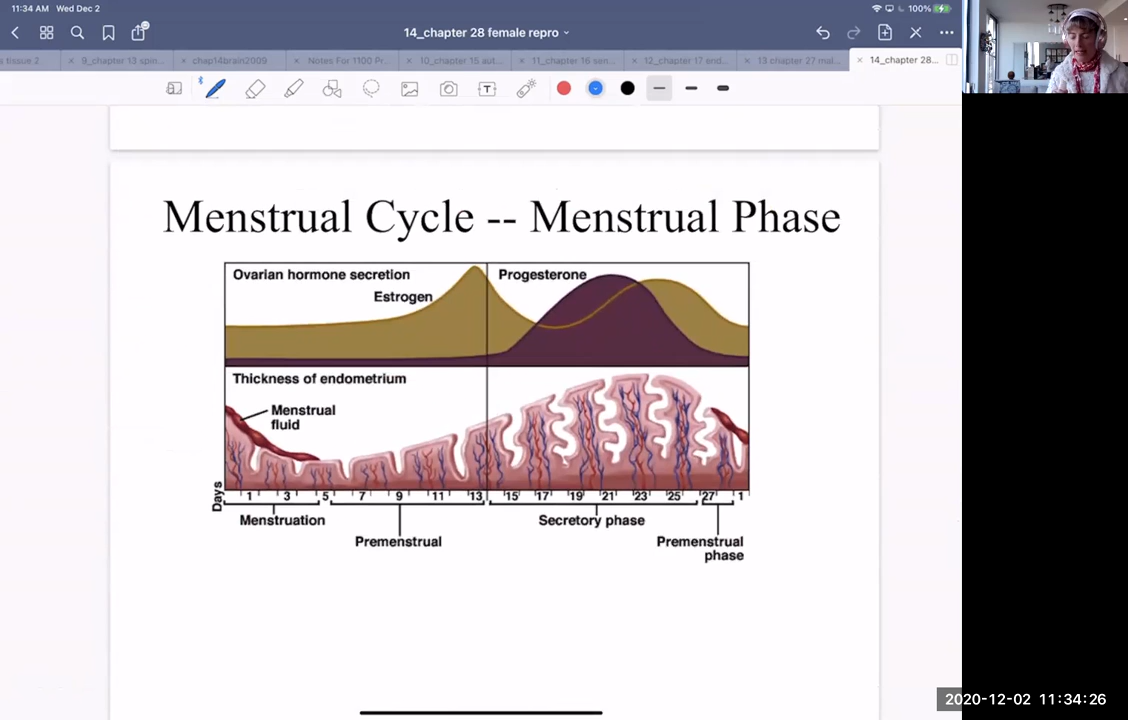 11:34 AM Wed Dec 2
100%
14_chapter 28 female repro
s tissue 2
9_chapter 13 spin...
chap14brain2009
Notes For 1100 Pr...
10_chapter 15 aut...
11_chapter 16 sen...
12_chapter 17 end...
13 chapter 27 mal...
14_chapter 28...
Menstrual Cycle -- Menstrual Phase
Ovarian hormone secretion
Progesterone
Estrogen
Thickness of endometrium
Menstrual
fluid
Days
1 3 5 7 9 11 13 15 17 19 21 23 25 27 1
Menstruation
Secretory phase
Premenstrual
Premenstrual
phase
2020-12-02 11:34:26